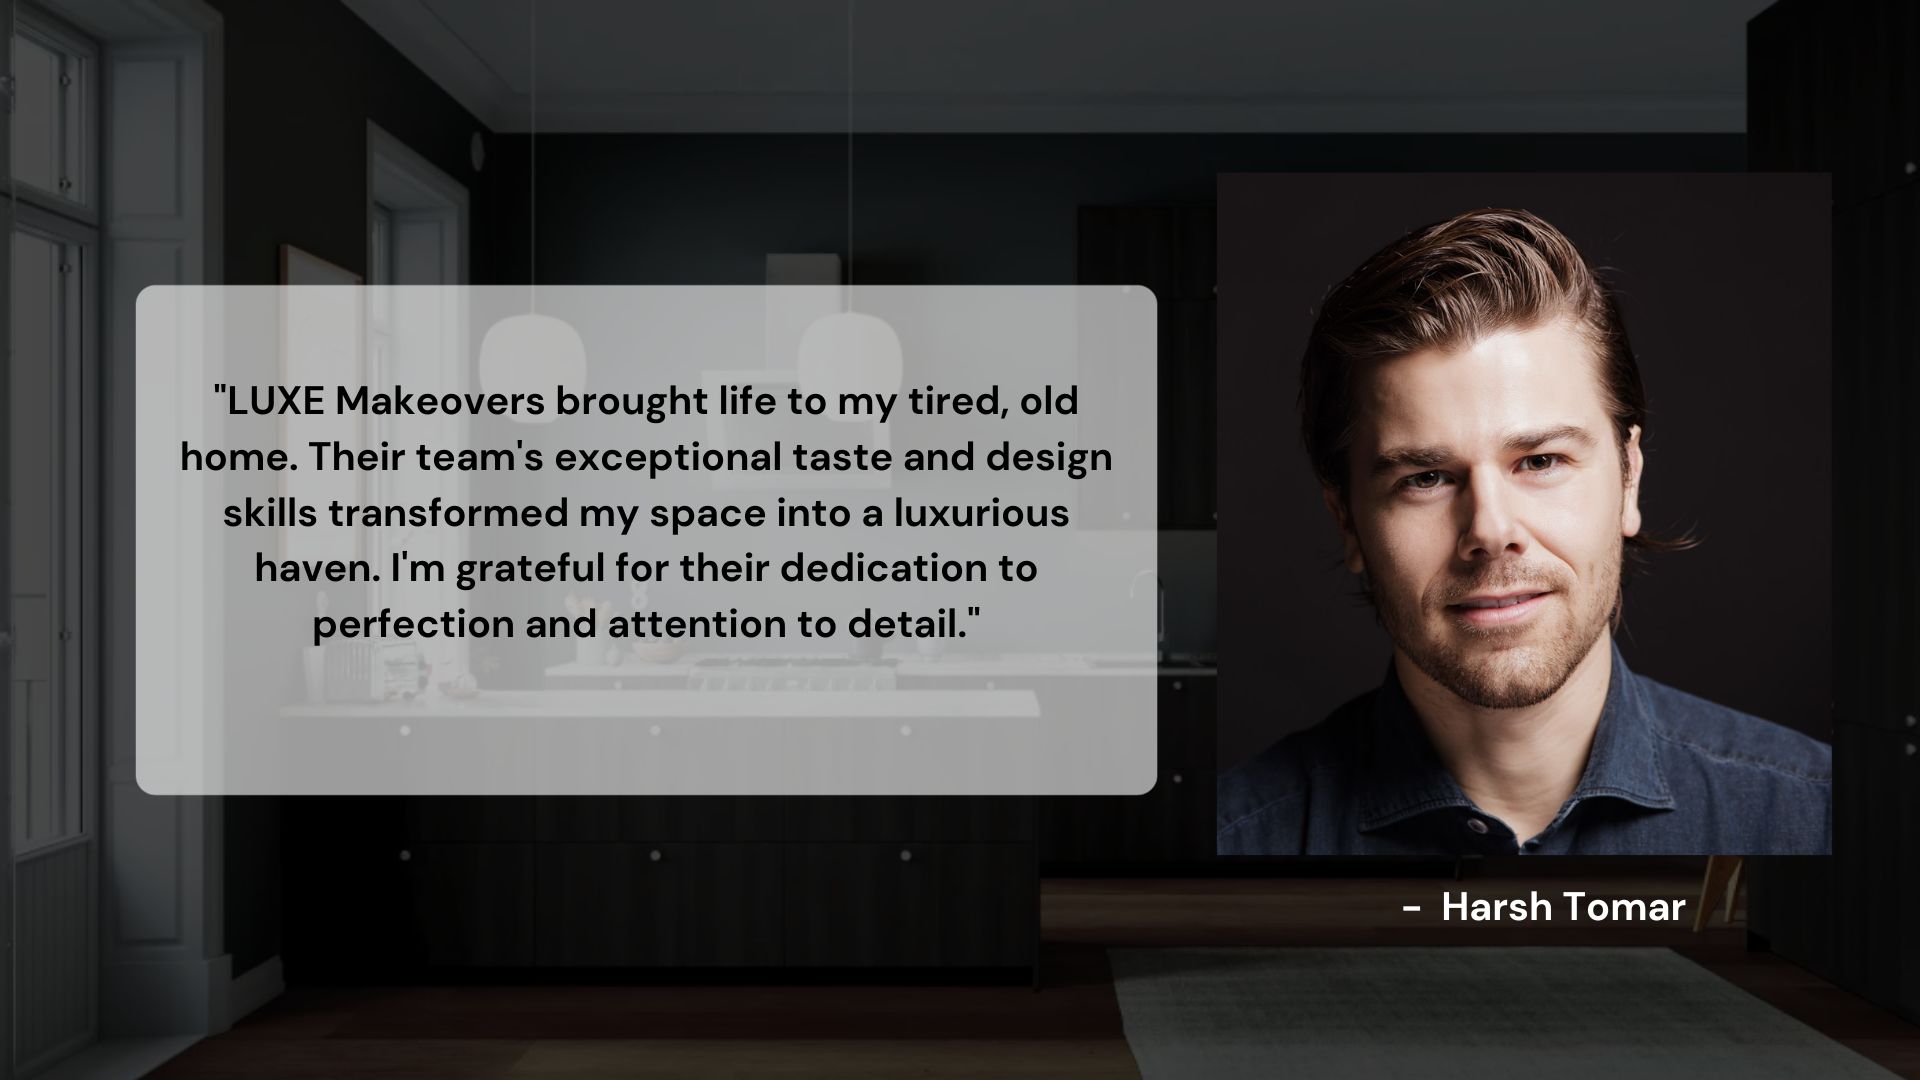 "LUXE Makeovers brought life to my tired, old
home. Their team's exceptional taste and design
skills transformed my space into a luxurious
haven. I'm grateful for their dedication to
perfection and attention to detail."
- Harsh Tomar